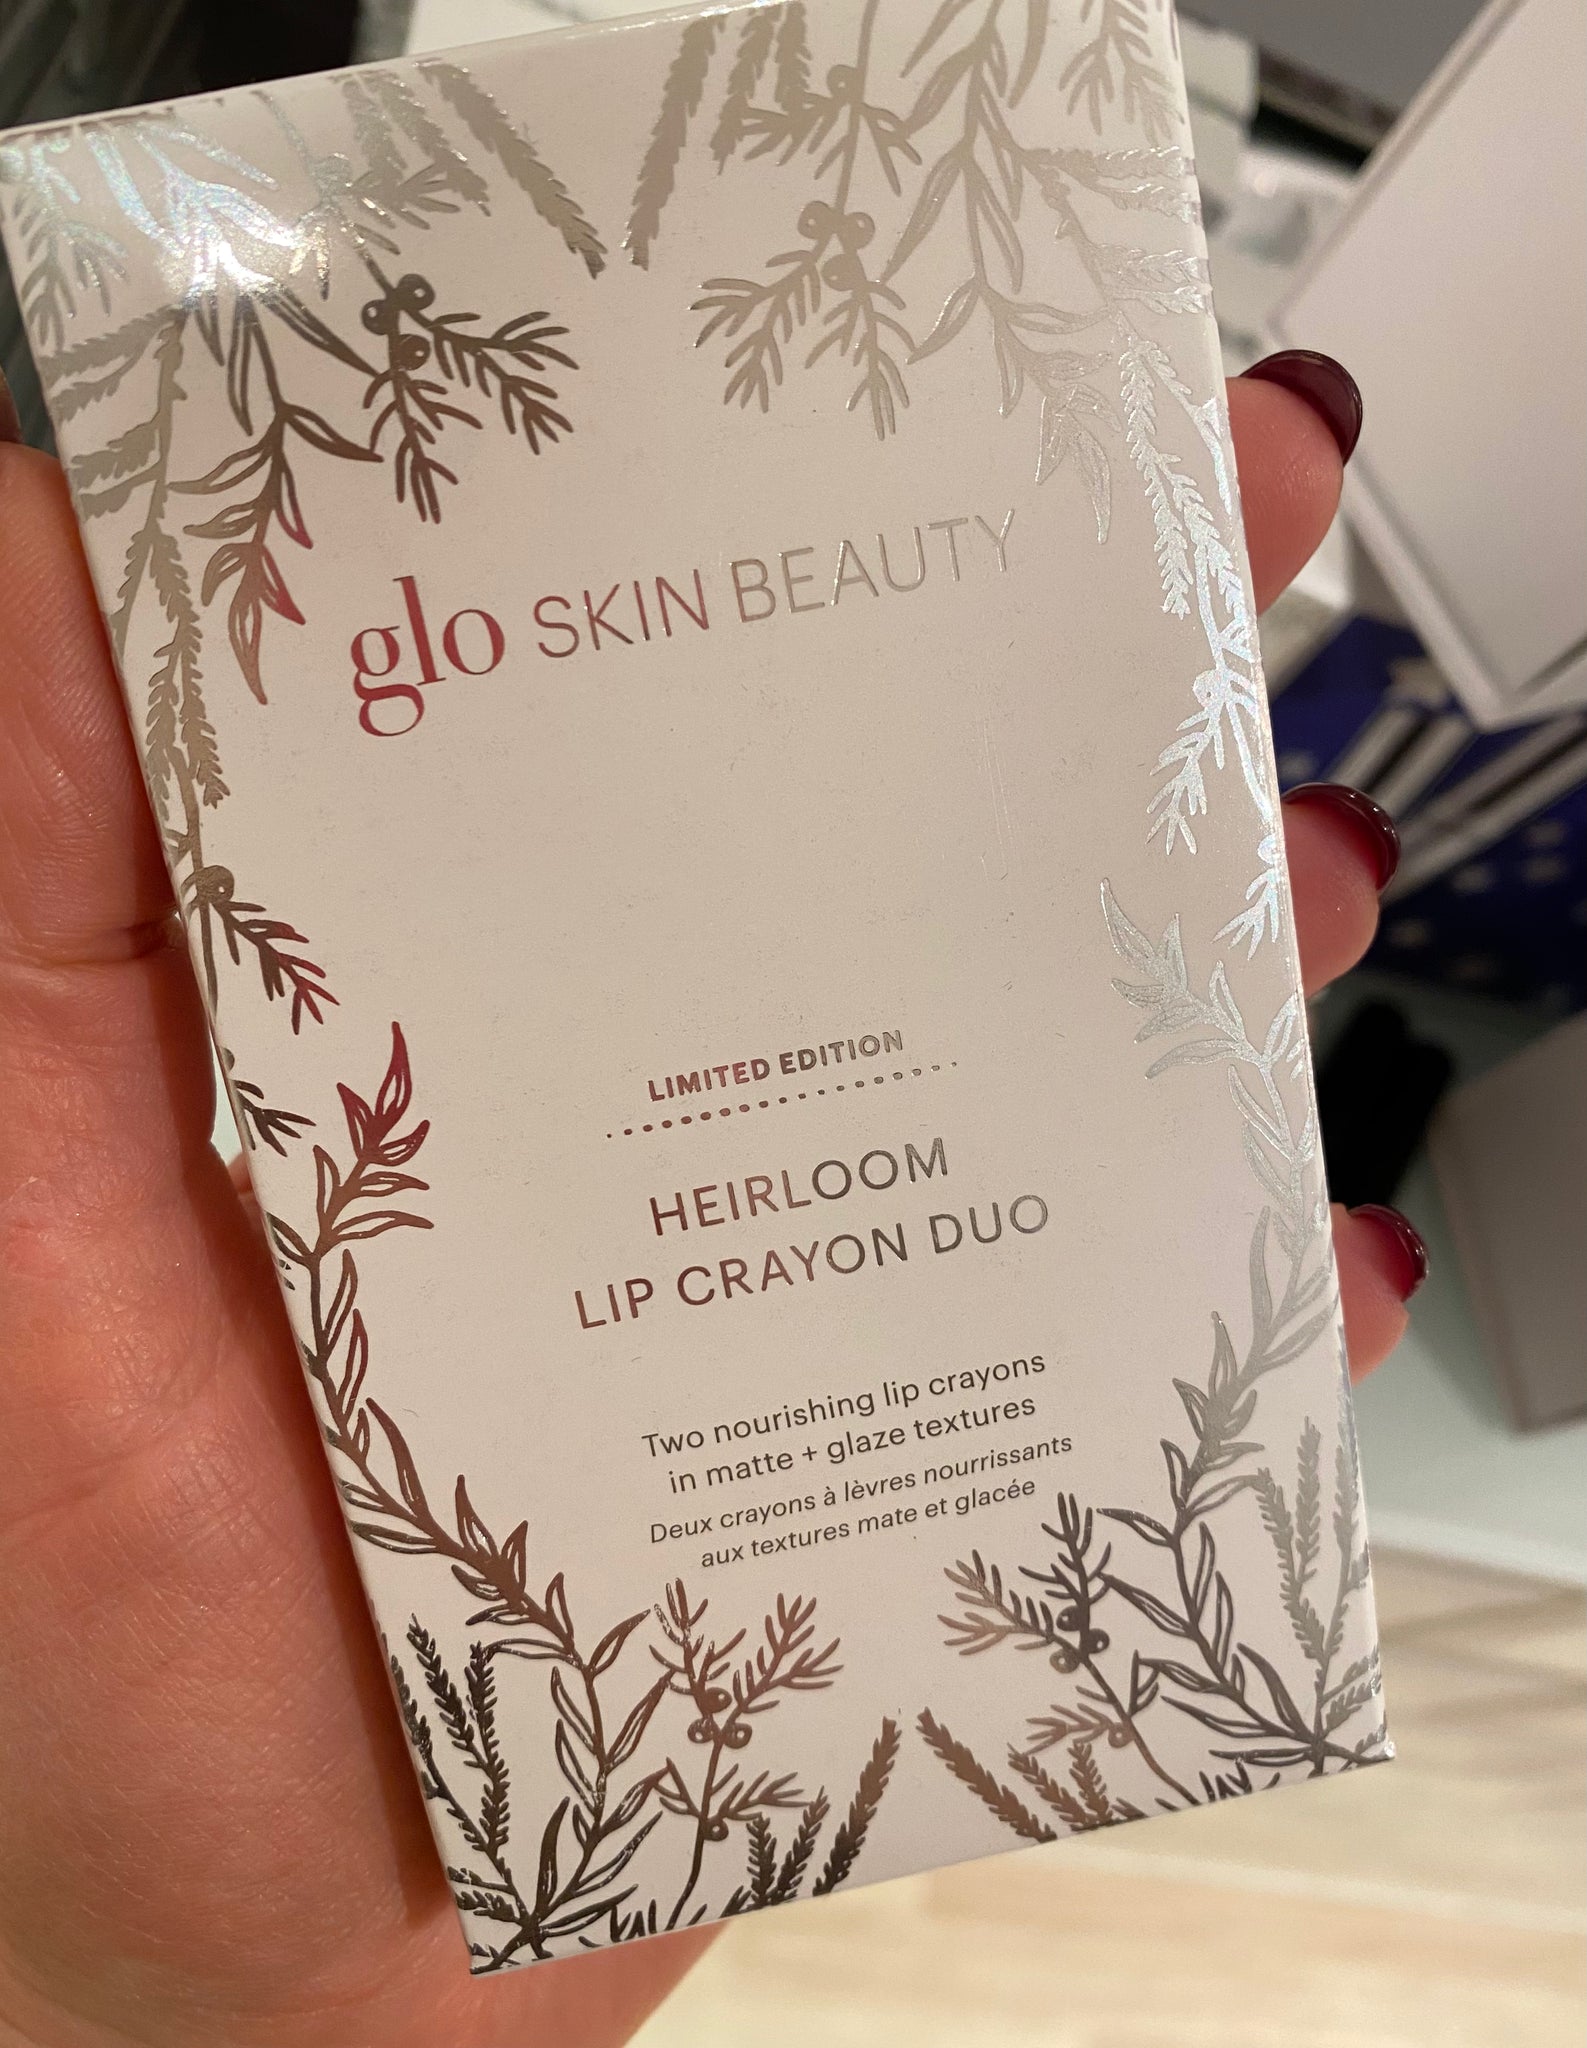 glo SKIN BEAUTY
LIMITED EDITION
HEIRLOOM
LIP CRAYON DUO
Two nourishing lip crayons
in matte + glaze textures
Deux crayons à lèvres nourrissants
aux textures mate et glacée